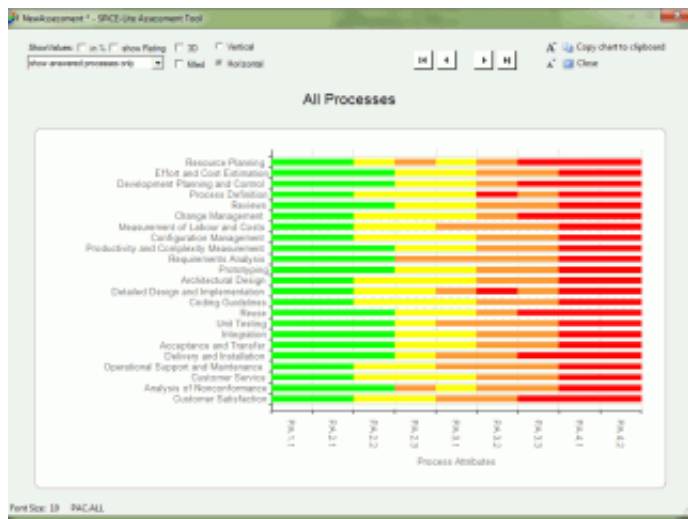 NewAssessment * - SPICE-Lite Assessment Tool
Show Values: in % show Rating 3D Vertical
show answered processes only filled Horizontal
Copy chart to clipboard
Close
All Processes
Resource Planning
Effort and Cost Estimation
Development Planning and Control
Process Definition
Reviews
Change Management
Measurement of Labour and Costs
Configuration Management
Productivity and Complexity Measurement
Requirements Analysis
Prototyping
Architectural Design
Detailed Design and Implementation
Coding Guidelines
Reuse
Unit Testing
Integration
Acceptance and Transfer
Delivery and Installation
Operational Support and Maintenance
Customer Service
Analysis of Nonconformance
Customer Satisfaction
PA.1.1
PA.2.1
PA.2.2
PA.2.3
PA.3.1
PA.3.2
PA.3.3
PA.4.1
PA.4.2
Process Attributes
Font Size: 10 PAC:ALL